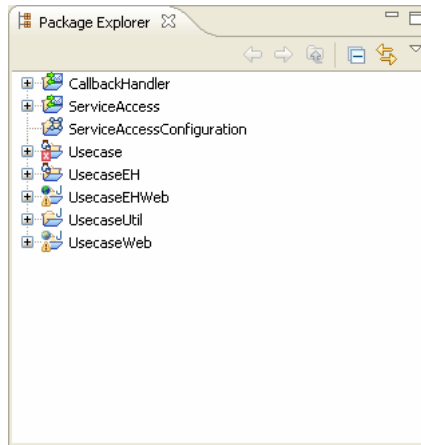 Package Explorer
CallbackHandler
ServiceAccess
ServiceAccessConfiguration
Usecase
UsecaseEH
UsecaseEHWeb
UsecaseUtil
UsecaseWeb